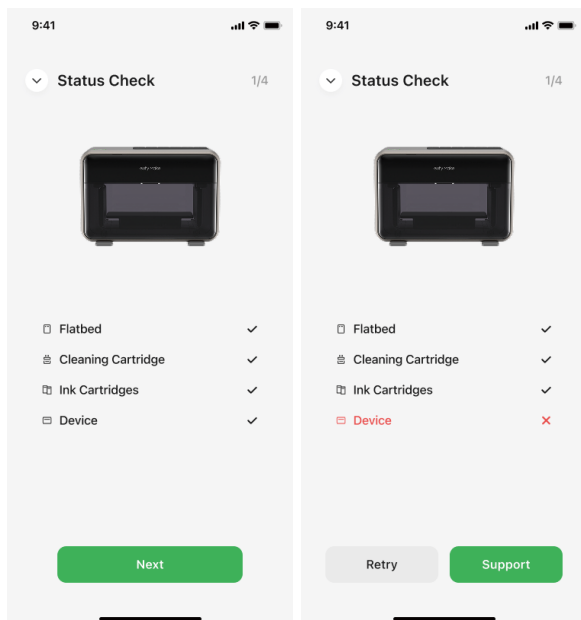 9:41
Status Check
1/4
Flatbed
Cleaning Cartridge
Ink Cartridges
Device
Next
9:41
Status Check
1/4
Flatbed
Cleaning Cartridge
Ink Cartridges
Device
Retry
Support